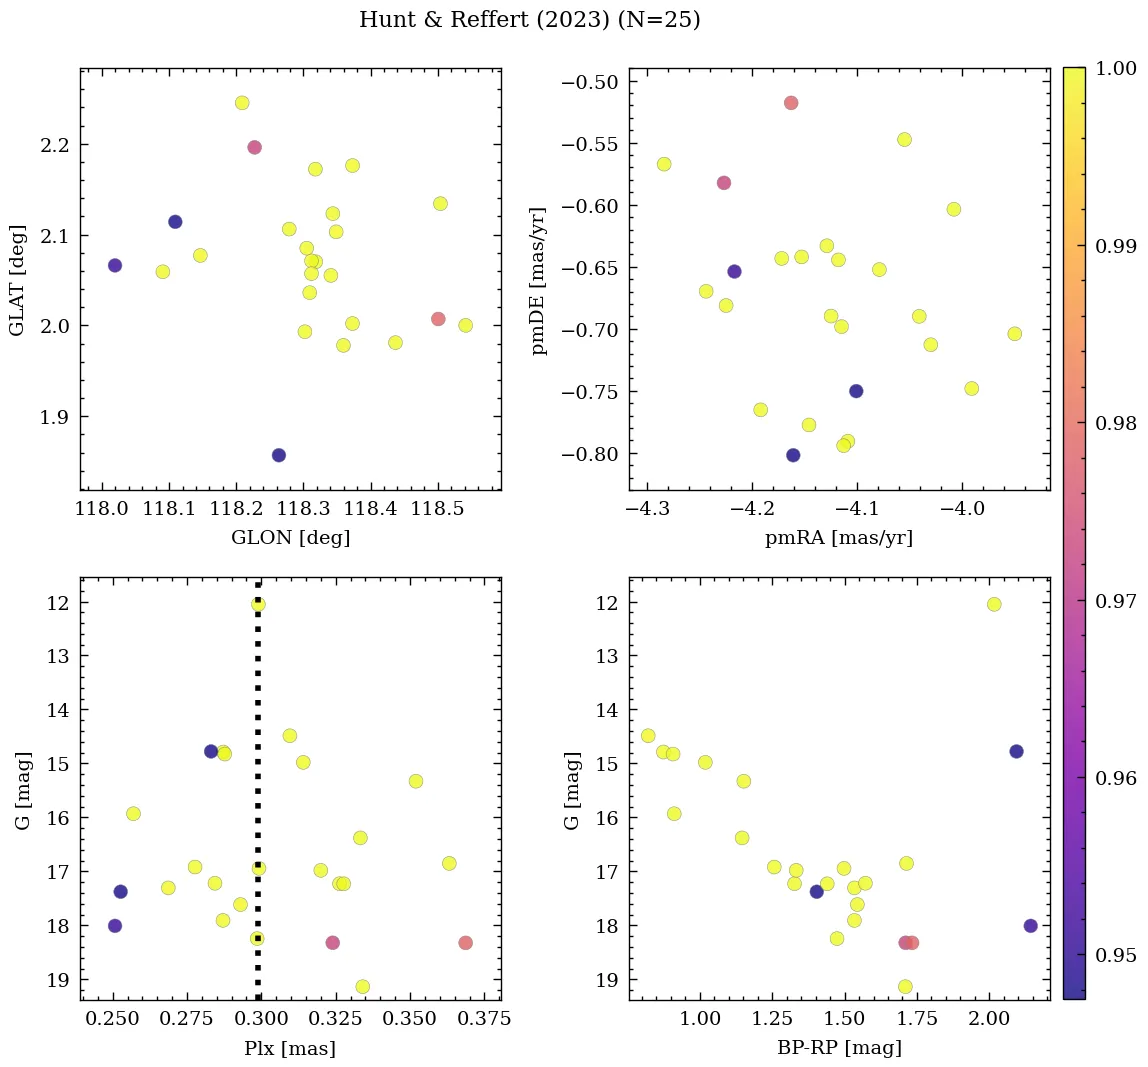 Hunt & Reffert (2023) (N=25)
2.2
2.1
2.0
1.9
GLAT [deg]
118.0 118.1 118.2 118.3 118.4 118.5
GLON [deg]
−0.50
−0.55
−0.60
−0.65
−0.70
−0.75
−0.80
pmDE [mas/yr]
−4.3 −4.2 −4.1 −4.0
pmRA [mas/yr]
12
13
14
15
16
17
18
19
G [mag]
0.250 0.275 0.300 0.325 0.350 0.375
Plx [mas]
12
13
14
15
16
17
18
19
G [mag]
1.00 1.25 1.50 1.75 2.00
BP-RP [mag]
1.00
0.99
0.98
0.97
0.96
0.95